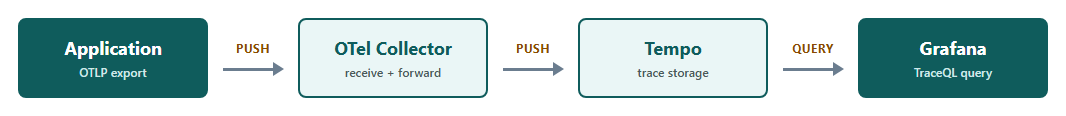 Application
OTLP export
PUSH
OTel Collector
receive + forward
PUSH
Tempo
trace storage
QUERY
Grafana
TraceQL query